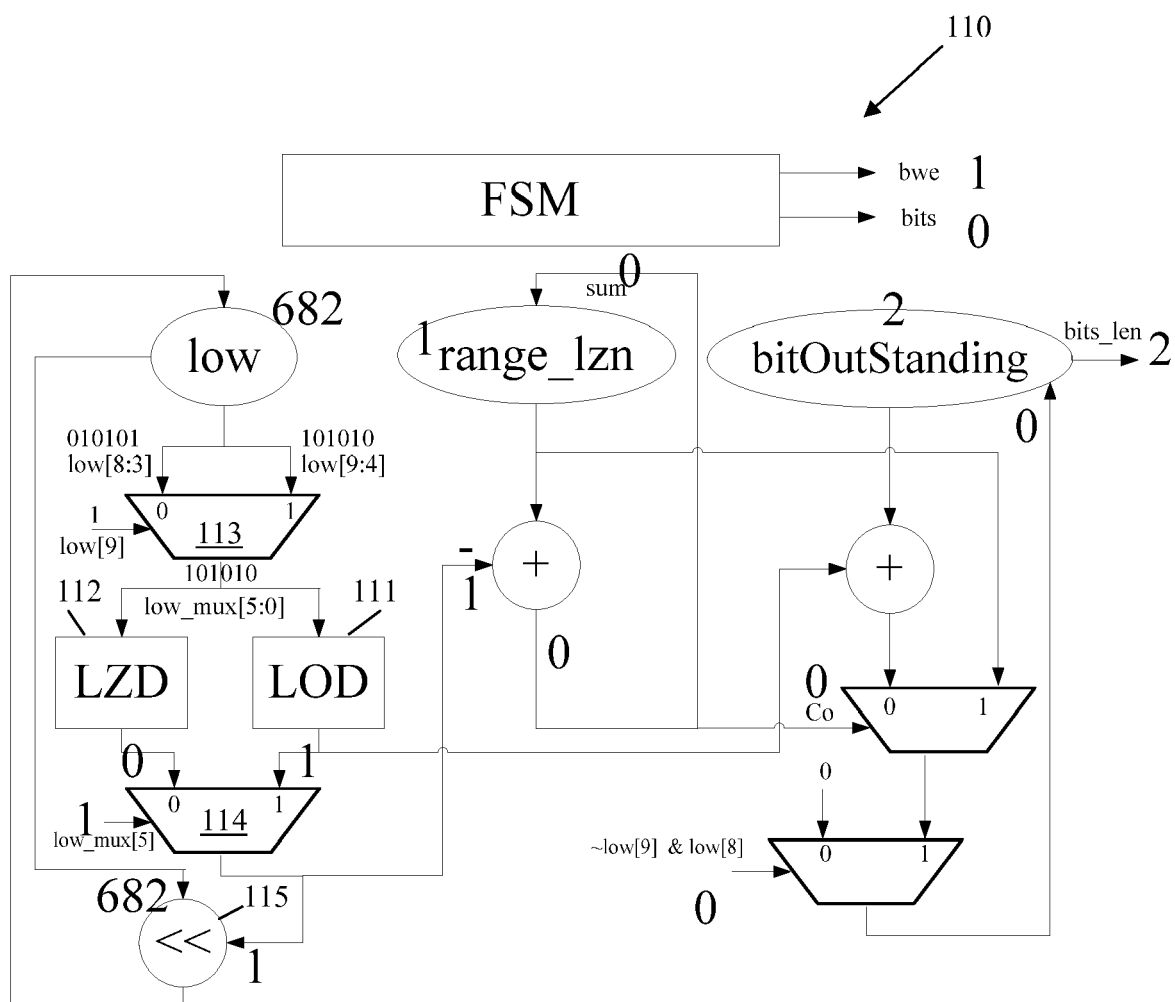 110
FSM
bwe 1
bits 0
sum 0
682
low
1 range_lzn
2
bitOutStanding
bits_len 2
0
010101
low[8:3]
101010
low[9:4]
0 1
113
1
low[9]
101010
low_mux[5:0]
112
111
LZD
LOD
-
1
+
0
+
0
Co
0 1
0
1
0 1
114
1
low_mux[5]
0
0 1
~low[9] & low[8]
0
682
115
<<
1